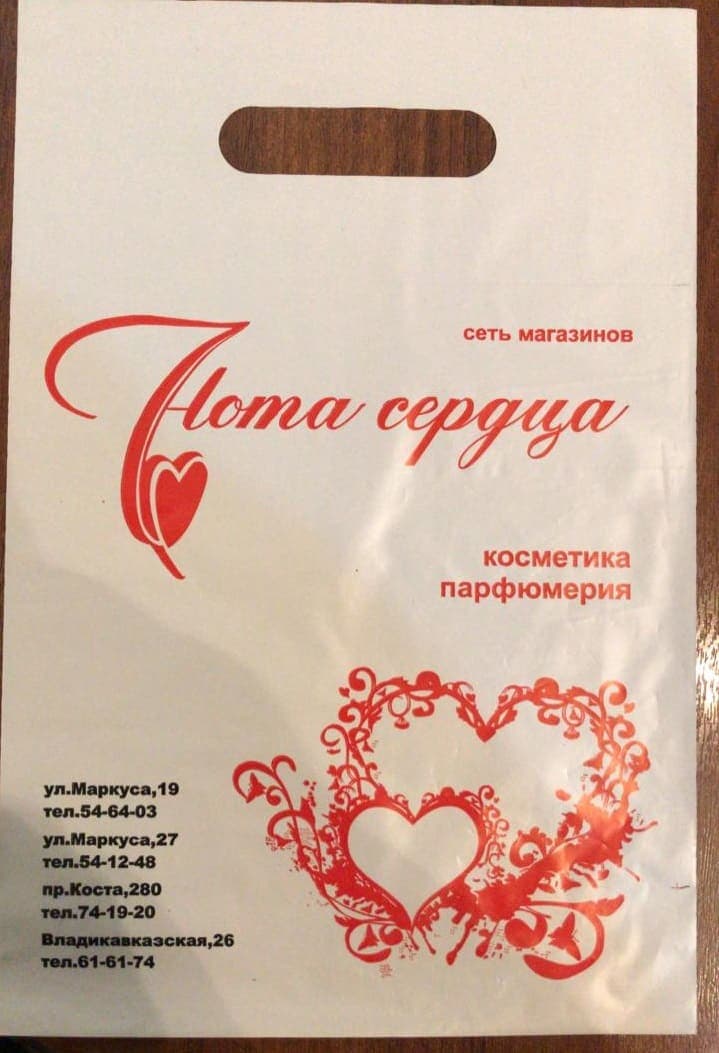 сеть магазинов
Нота сердца
косметика
парфюмерия
ул.Маркуса,19
тел.54-64-03
ул.Маркуса,27
тел.54-12-48
пр.Коста,280
тел.74-19-20
Владикавказская,26
тел.61-61-74